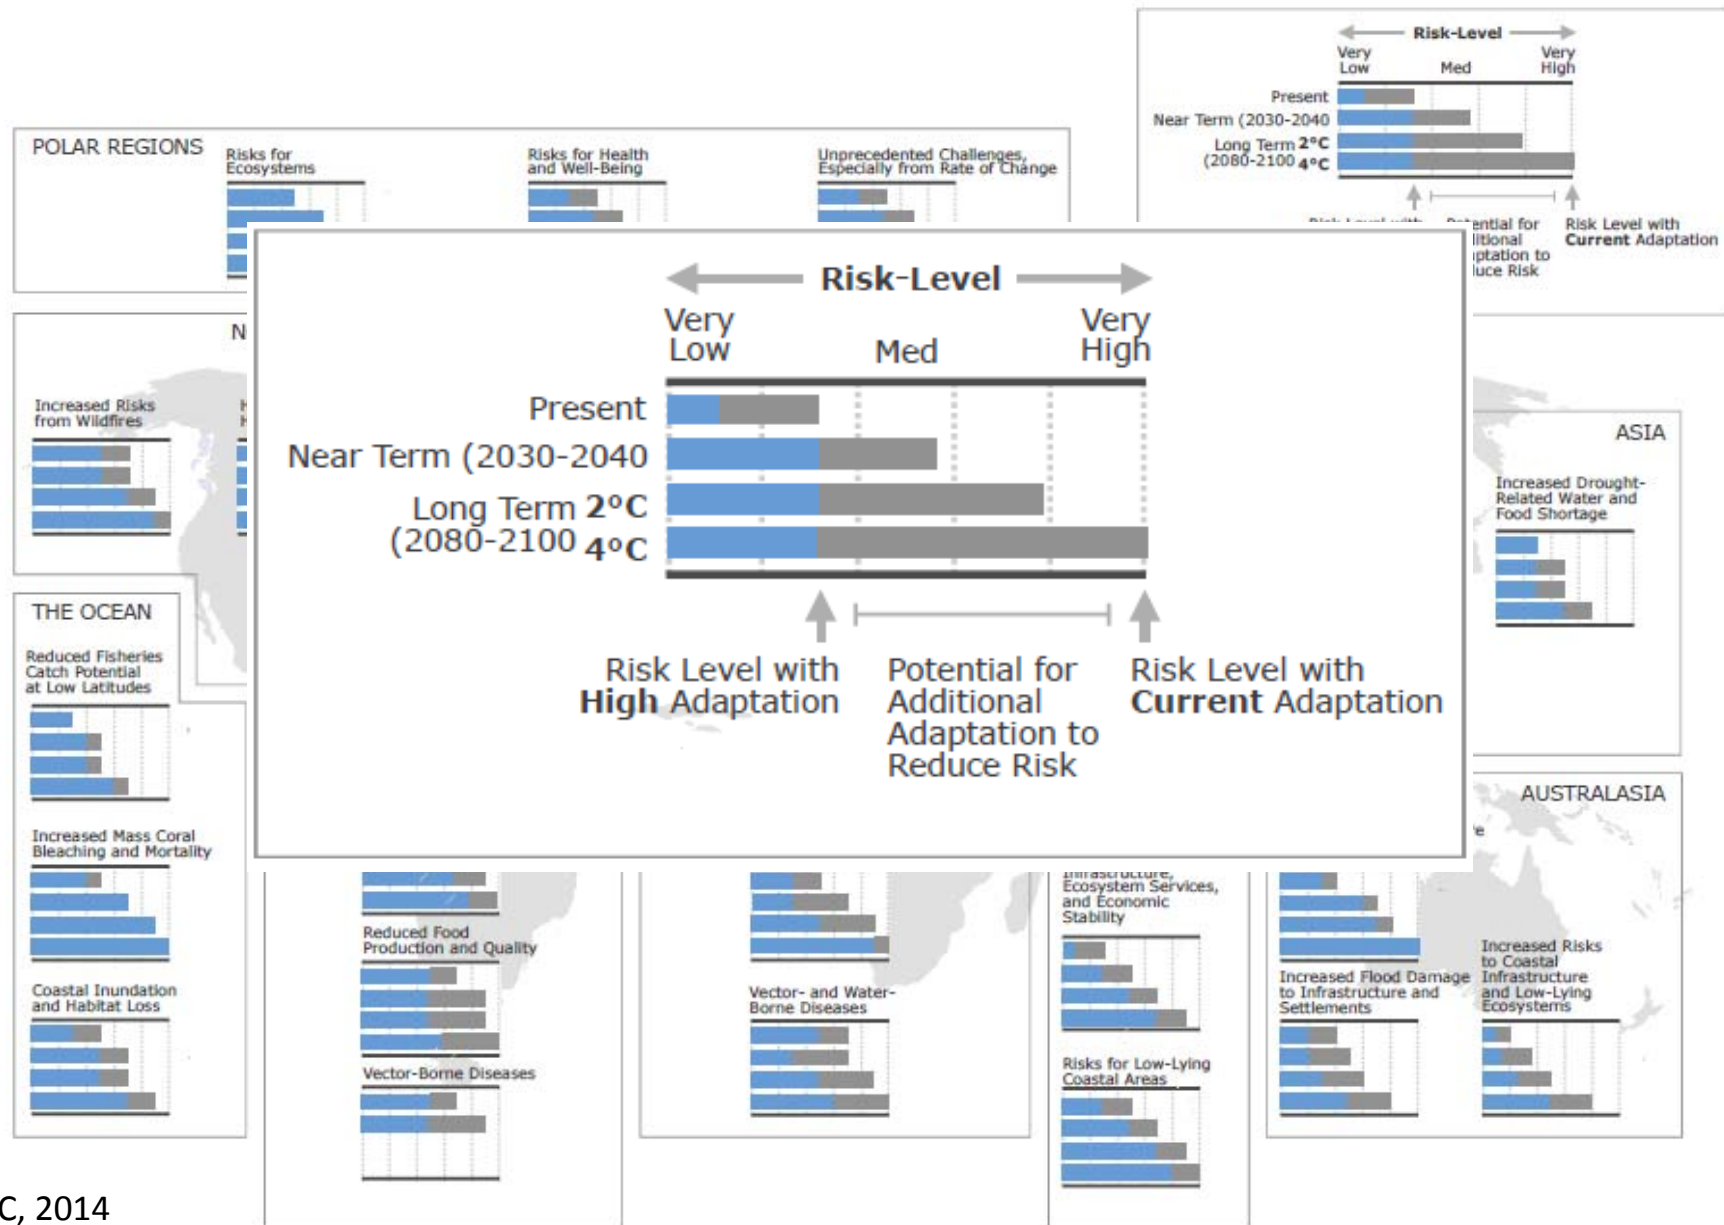 Risk-Level
Very
Low
Med
Very
High
Present
Near Term (2030-2040
Long Term 2°C
(2080-2100 4°C
Risk Level with
Current Adaptation
POLAR REGIONS
Risks for
Ecosystems
Risks for Health
and Well-Being
Unprecedented Challenges,
Especially from Rate of Change
Increased Risks
from Wildfires
THE OCEAN
Reduced Fisheries
Catch Potential
at Low Latitudes
Increased Mass Coral
Bleaching and Mortality
Coastal Inundation
and Habitat Loss
Risk-Level
Very
Low
Med
Very
High
Present
Near Term (2030-2040
Long Term 2°C
(2080-2100 4°C
Risk Level with
High Adaptation
Potential for
Additional
Adaptation to
Reduce Risk
Risk Level with
Current Adaptation
ASIA
Increased Drought-
Related Water and
Food Shortage
AUSTRALASIA
Reduced Food
Production and Quality
Vector-Borne Diseases
Vector- and Water-
Borne Diseases
Infrastructure,
Ecosystem Services,
and Economic
Stability
Risks for Low-Lying
Coastal Areas
Increased Flood Damage
to Infrastructure and
Settlements
Increased Risks
to Coastal
Infrastructure
and Low-Lying
Ecosystems
C, 2014